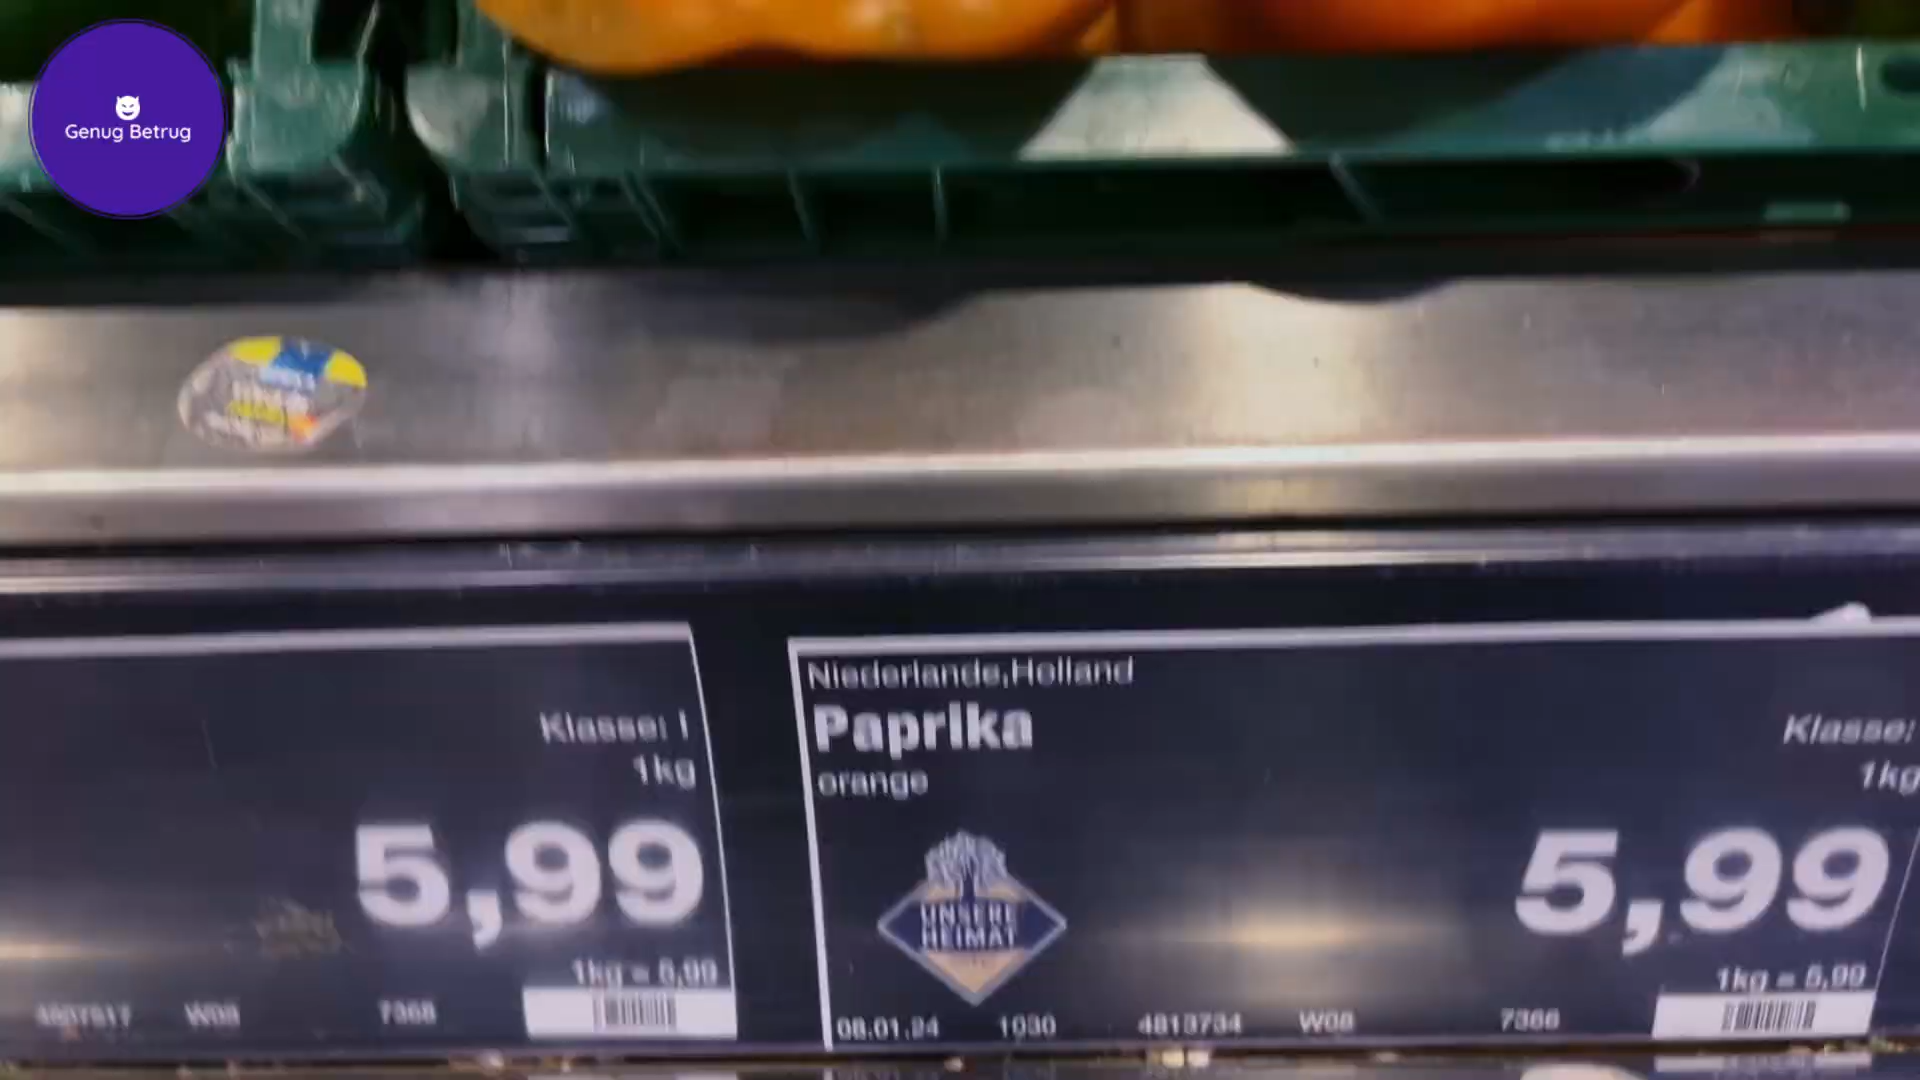 Genug Betrug
Klasse: I
1kg
5,99
1kg = 5,99
W08
7368
Niederlande,Holland
Paprika
orange
Klasse:
1kg
5,99
UNSERE
HEIMAT
1kg = 5,99
08.01.24 1030 4813734 W08 7366